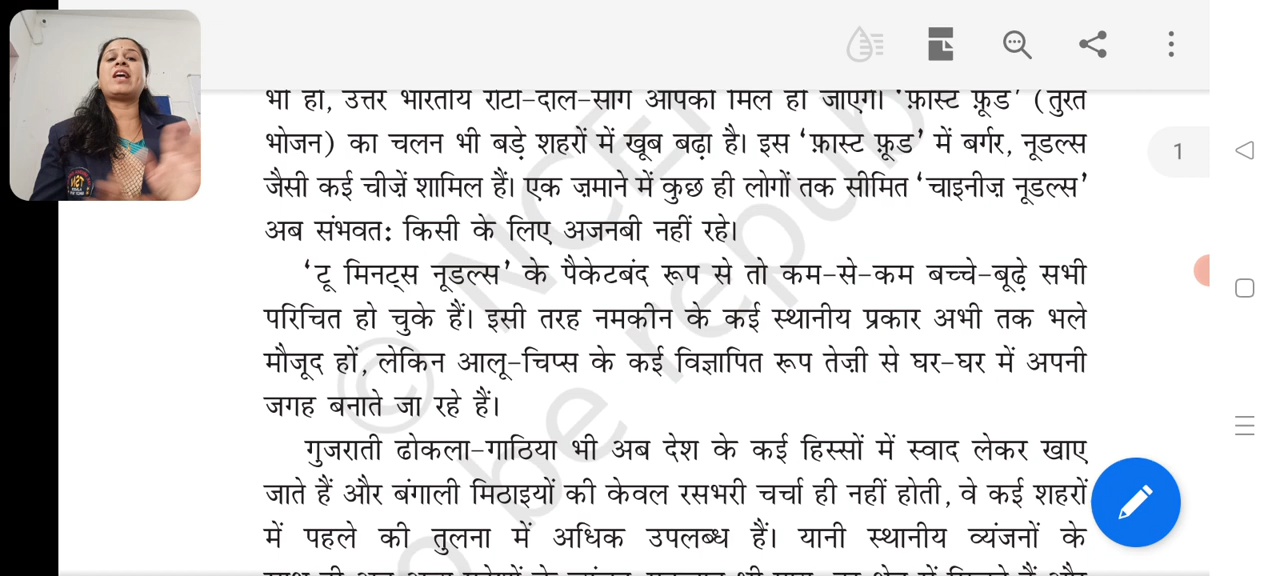 भी हों, उत्तर भारतीय रोटी-दाल-साग आपको मिल ही जाएंगे। ‘फ़ास्ट फ़ूड’ (तुरंत
भोजन) का चलन भी बड़े शहरों में खूब बढ़ा है। इस ‘फ़ास्ट फ़ूड’ में बर्गर, नूडल्स
जैसी कई चीज़ें शामिल हैं। एक ज़माने में कुछ ही लोगों तक सीमित ‘चाइनीज़ नूडल्स’
अब संभवतः किसी के लिए अजनबी नहीं रहे।
‘टू मिनट्स नूडल्स’ के पैकेटबंद रूप से तो कम-से-कम बच्चे-बूढ़े सभी
परिचित हो चुके हैं। इसी तरह नमकीन के कई स्थानीय प्रकार अभी तक भले
मौजूद हों, लेकिन आलू-चिप्स के कई विज्ञापित रूप तेज़ी से घर-घर में अपनी
जगह बनाते जा रहे हैं।
गुजराती ढोकला-गाठिया भी अब देश के कई हिस्सों में स्वाद लेकर खाए
जाते हैं और बंगाली मिठाइयों की केवल रसभरी चर्चा ही नहीं होती, वे कई शहरों
में पहले की तुलना में अधिक उपलब्ध हैं। यानी स्थानीय व्यंजनों के
1